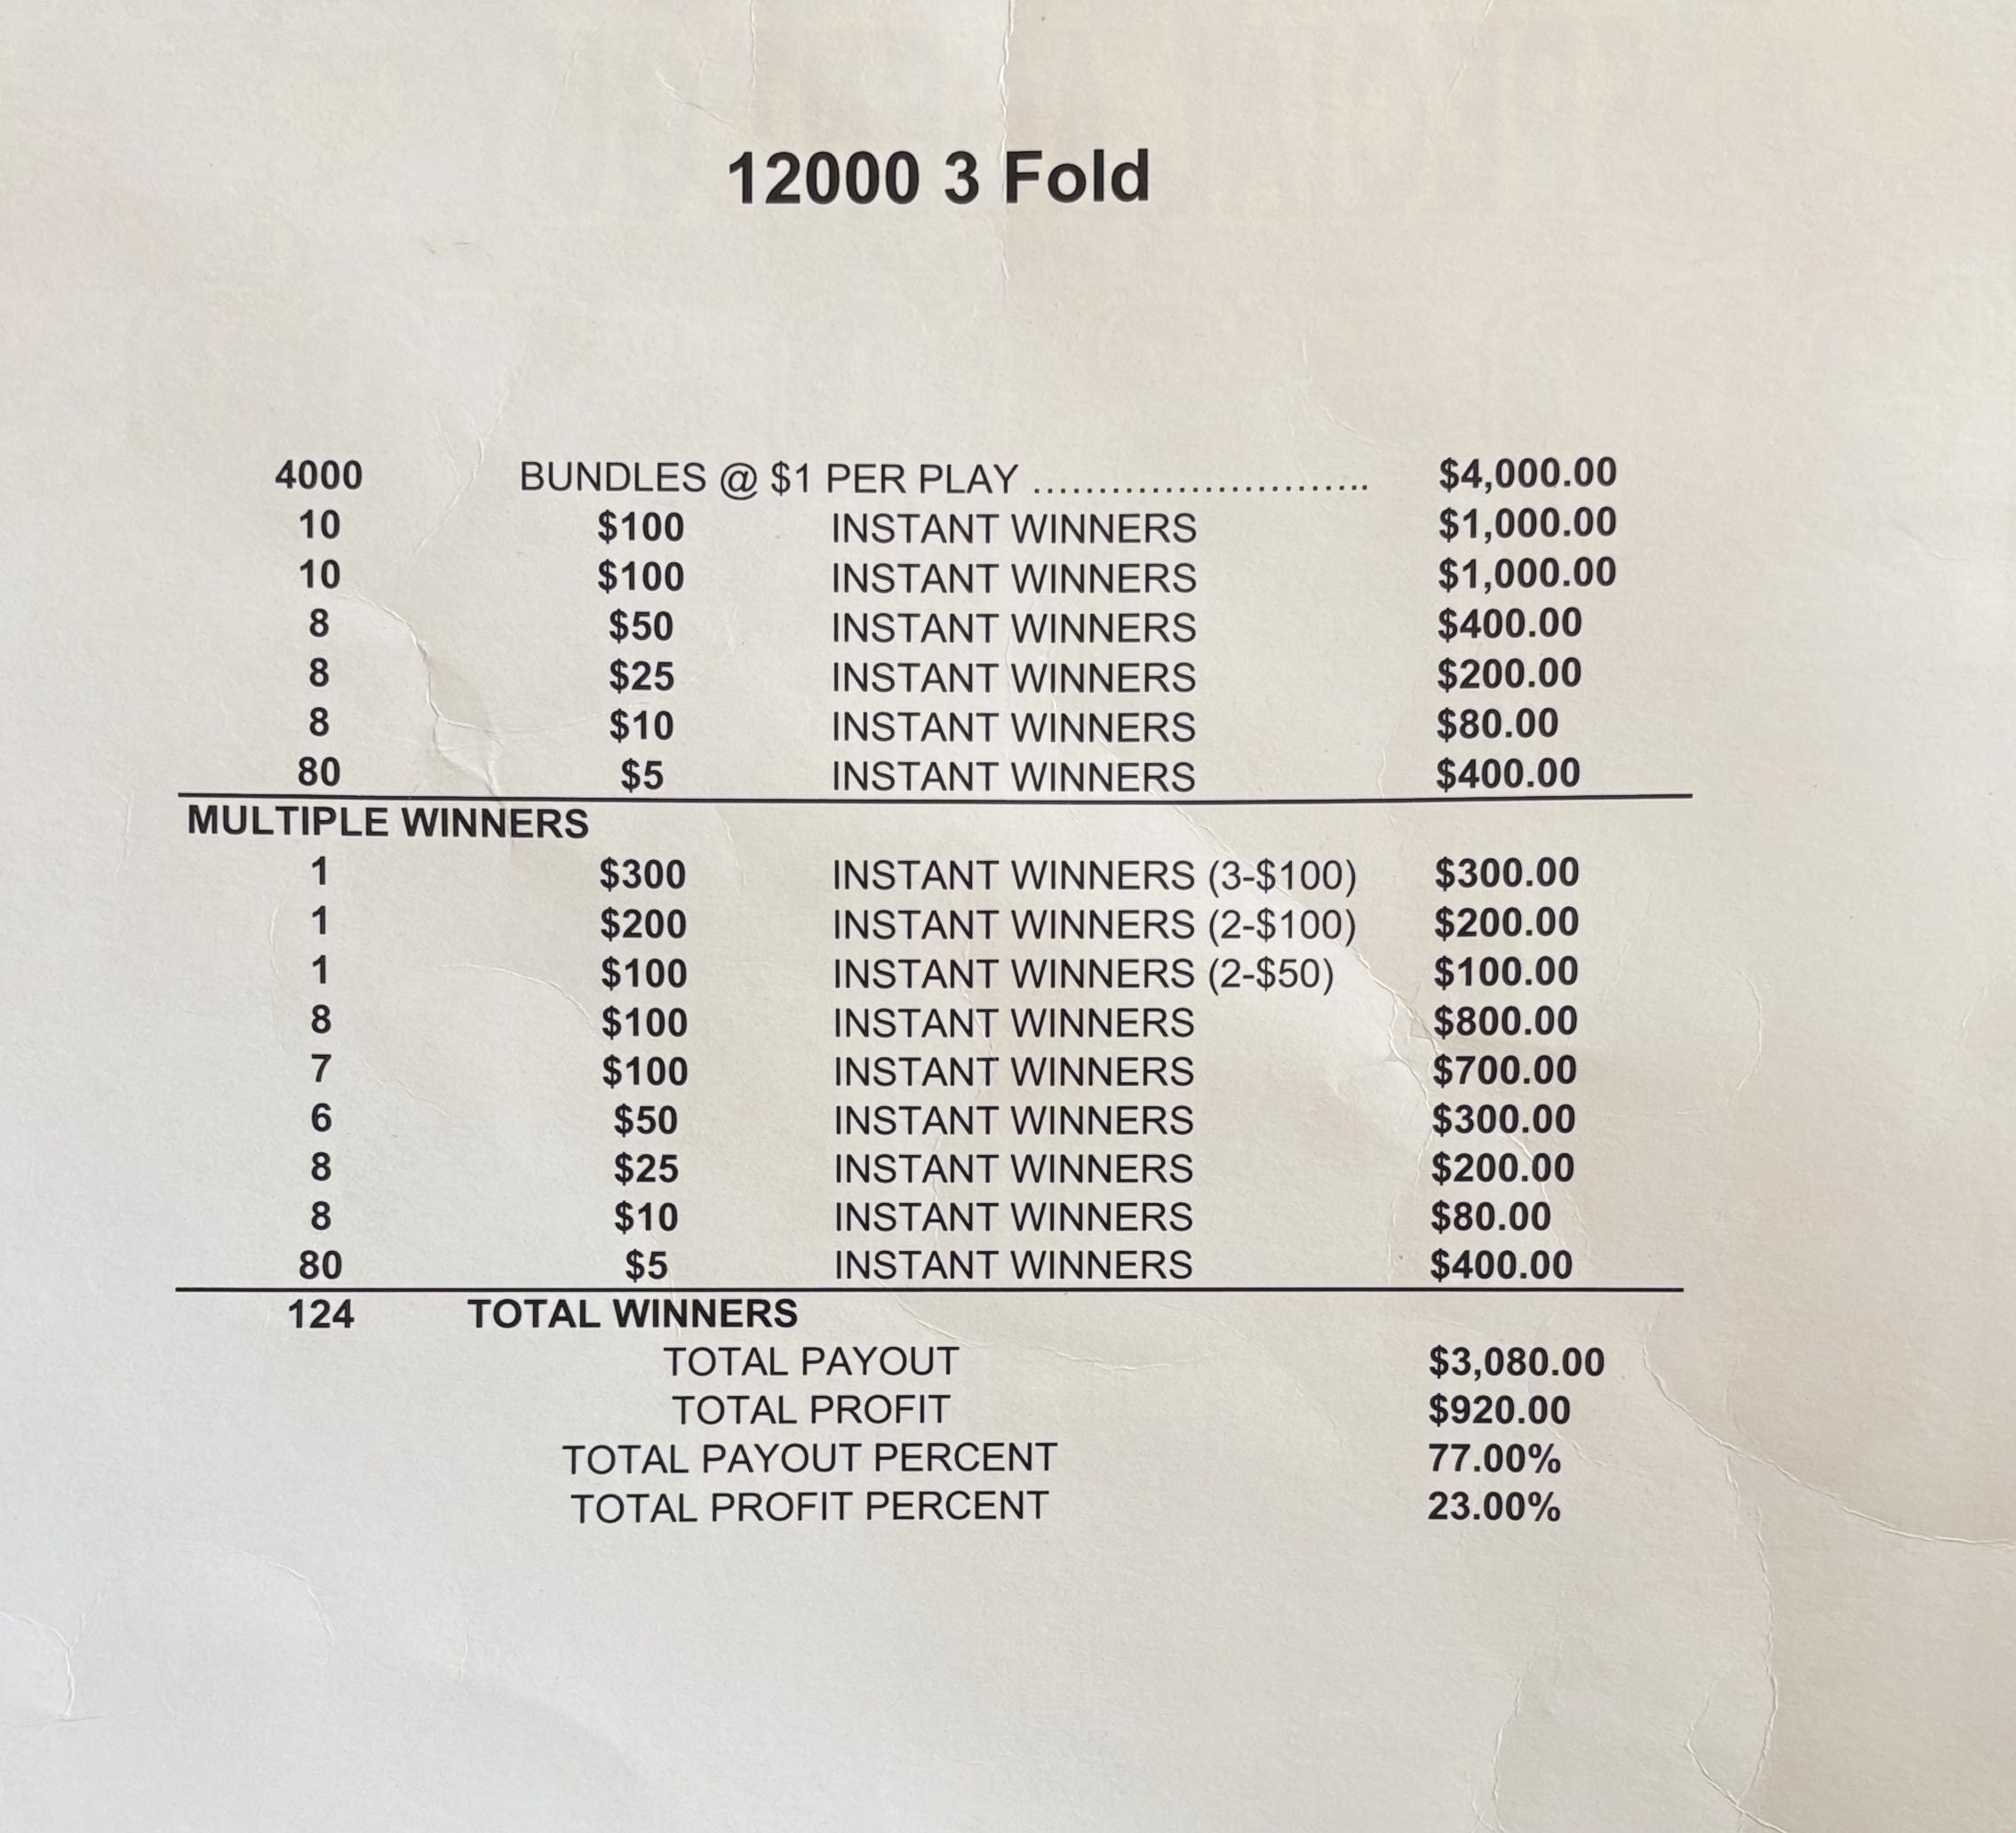 12000 3 Fold
4000 BUNDLES @ $1 PER PLAY .......................... $4,000.00
10 $100 INSTANT WINNERS $1,000.00
10 $100 INSTANT WINNERS $1,000.00
8 $50 INSTANT WINNERS $400.00
8 $25 INSTANT WINNERS $200.00
8 $10 INSTANT WINNERS $80.00
80 $5 INSTANT WINNERS $400.00
MULTIPLE WINNERS
1 $300 INSTANT WINNERS (3-$100) $300.00
1 $200 INSTANT WINNERS (2-$100) $200.00
1 $100 INSTANT WINNERS (2-$50) $100.00
8 $100 INSTANT WINNERS $800.00
7 $100 INSTANT WINNERS $700.00
6 $50 INSTANT WINNERS $300.00
8 $25 INSTANT WINNERS $200.00
8 $10 INSTANT WINNERS $80.00
80 $5 INSTANT WINNERS $400.00
124 TOTAL WINNERS
TOTAL PAYOUT $3,080.00
TOTAL PROFIT $920.00
TOTAL PAYOUT PERCENT 77.00%
TOTAL PROFIT PERCENT 23.00%